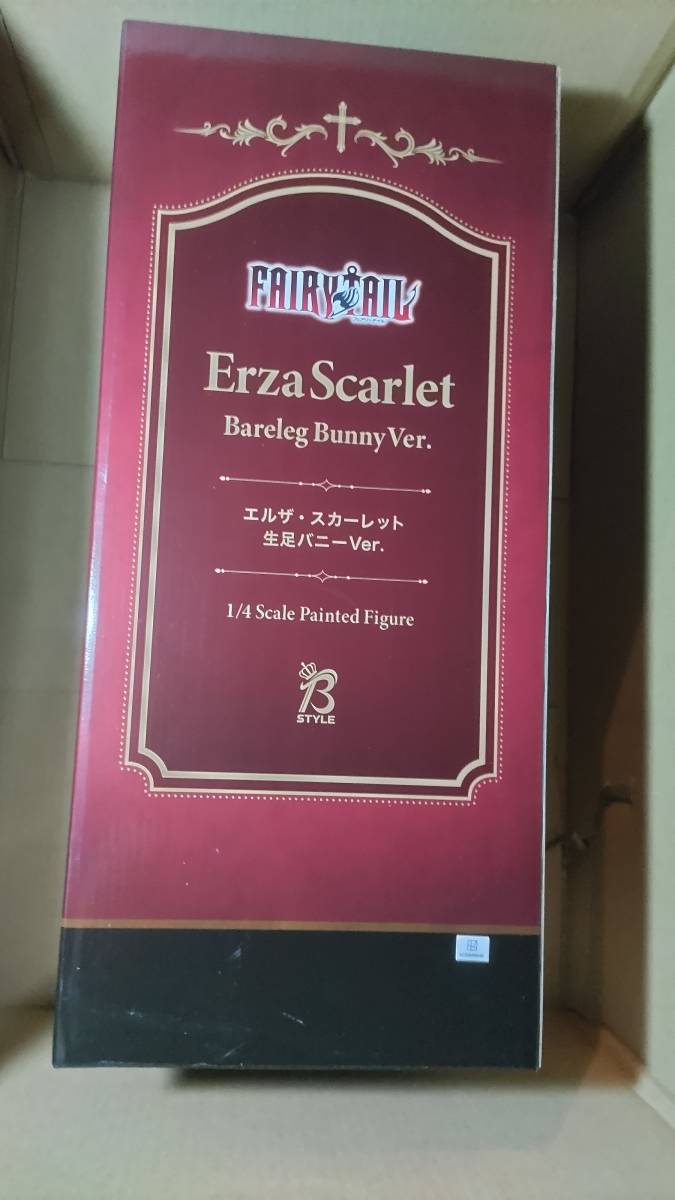 FAIRY TAIL
Erza Scarlet
Bareleg Bunny Ver.
エルザ・スカーレット
生足バニーVer.
1/4 Scale Painted Figure
B
STYLE